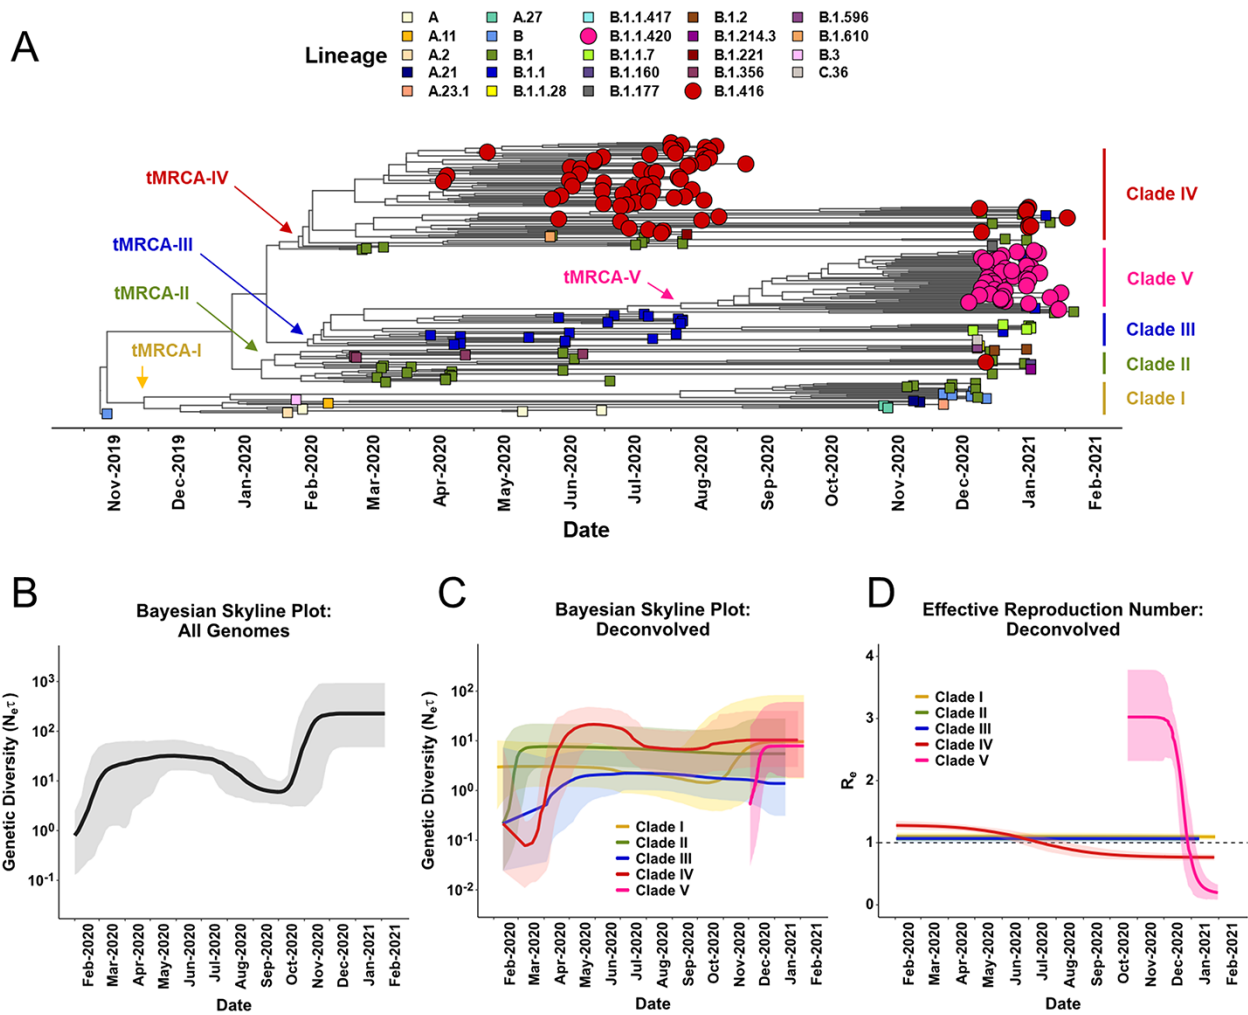 A
Lineage
A
A.11
A.2
A.21
A.23.1
A.27
B
B.1
B.1.1
B.1.1.28
B.1.1.417
B.1.1.420
B.1.1.7
B.1.160
B.1.177
B.1.2
B.1.214.3
B.1.221
B.1.356
B.1.416
B.1.596
B.1.610
B.3
C.36
tMRCA-IV
tMRCA-III
tMRCA-II
tMRCA-I
tMRCA-V
Clade IV
Clade V
Clade III
Clade II
Clade I
Nov-2019
Dec-2019
Jan-2020
Feb-2020
Mar-2020
Apr-2020
May-2020
Jun-2020
Jul-2020
Aug-2020
Sep-2020
Oct-2020
Nov-2020
Dec-2020
Jan-2021
Feb-2021
Date
B
Bayesian Skyline Plot:
All Genomes
Genetic Diversity (Neτ)
10³
10²
10¹
10⁰
10⁻¹
Feb-2020
Mar-2020
Apr-2020
May-2020
Jun-2020
Jul-2020
Aug-2020
Sep-2020
Oct-2020
Nov-2020
Dec-2020
Jan-2021
Feb-2021
Date
C
Bayesian Skyline Plot:
Deconvolved
Genetic Diversity (Neτ)
10²
10¹
10⁰
10⁻¹
10⁻²
Clade I
Clade II
Clade III
Clade IV
Clade V
Feb-2020
Mar-2020
Apr-2020
May-2020
Jun-2020
Jul-2020
Aug-2020
Sep-2020
Oct-2020
Nov-2020
Dec-2020
Jan-2021
Feb-2021
Date
D
Effective Reproduction Number:
Deconvolved
Re
4
3
2
1
0
Clade I
Clade II
Clade III
Clade IV
Clade V
Feb-2020
Mar-2020
Apr-2020
May-2020
Jun-2020
Jul-2020
Aug-2020
Sep-2020
Oct-2020
Nov-2020
Dec-2020
Jan-2021
Feb-2021
Date